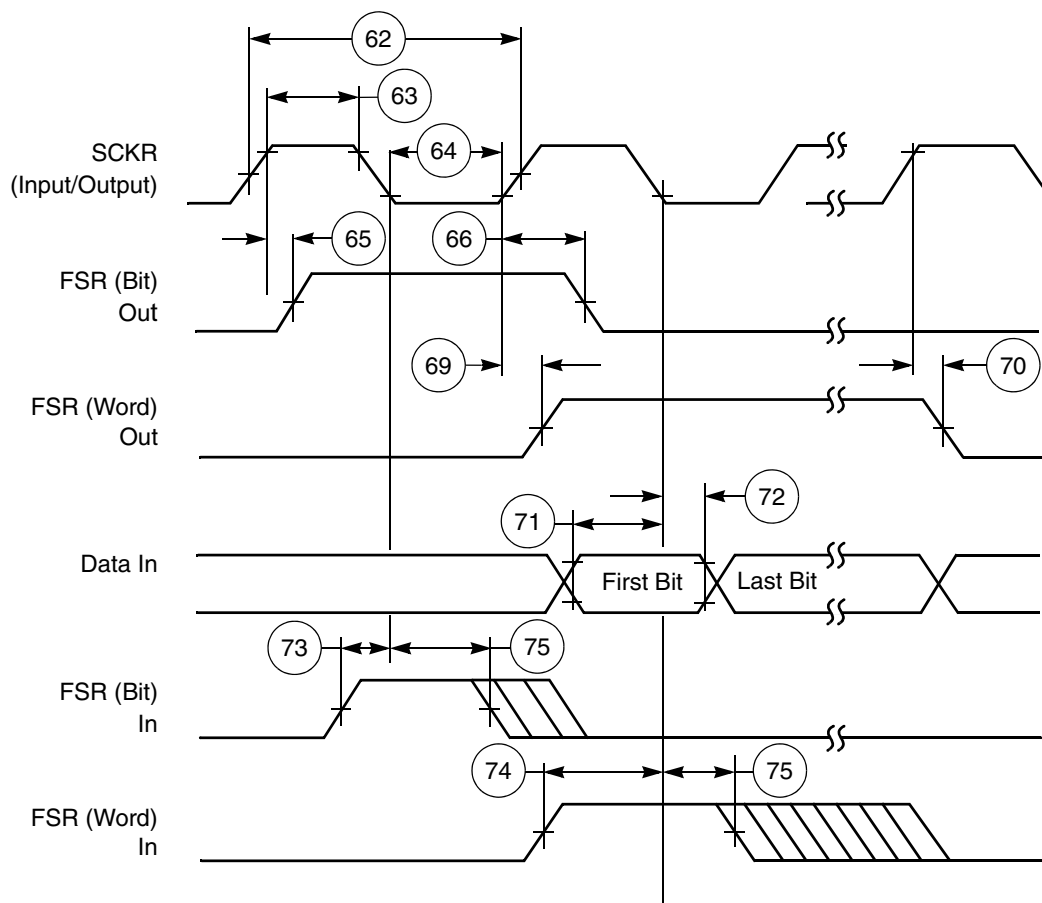 62
63
SCKR
(Input/Output)
64
65
66
FSR (Bit)
Out
69
70
FSR (Word)
Out
71
72
Data In
First Bit
Last Bit
73
75
FSR (Bit)
In
74
75
FSR (Word)
In